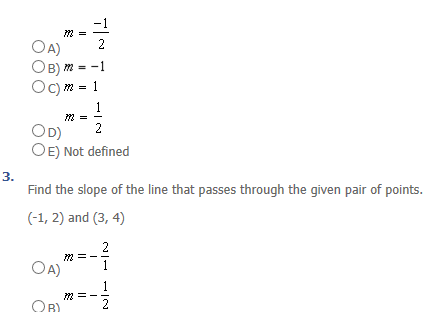 A) m = -1/2
B) m = -1
C) m = 1
D) m = 1/2
E) Not defined
3.
Find the slope of the line that passes through the given pair of points.
(-1, 2) and (3, 4)
A) m = -2/1
B) m = -1/2